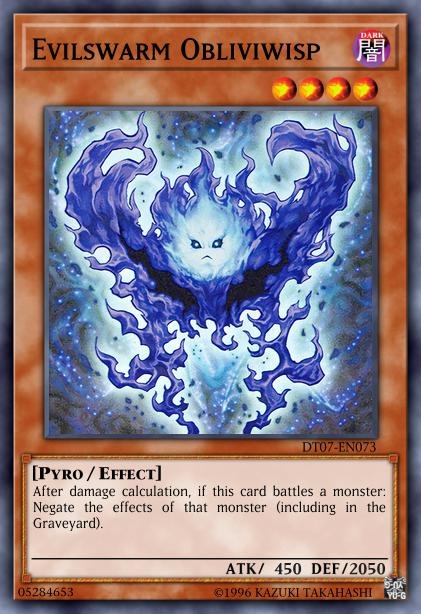 Evilswarm Obliviwisp
DARK
闇
DT07-EN073
[Pyro / Effect]
After damage calculation, if this card battles a monster:
Negate the effects of that monster (including in the
Graveyard).
ATK/ 450 DEF/2050
05284653 ©1996 KAZUKI TAKAHASHI